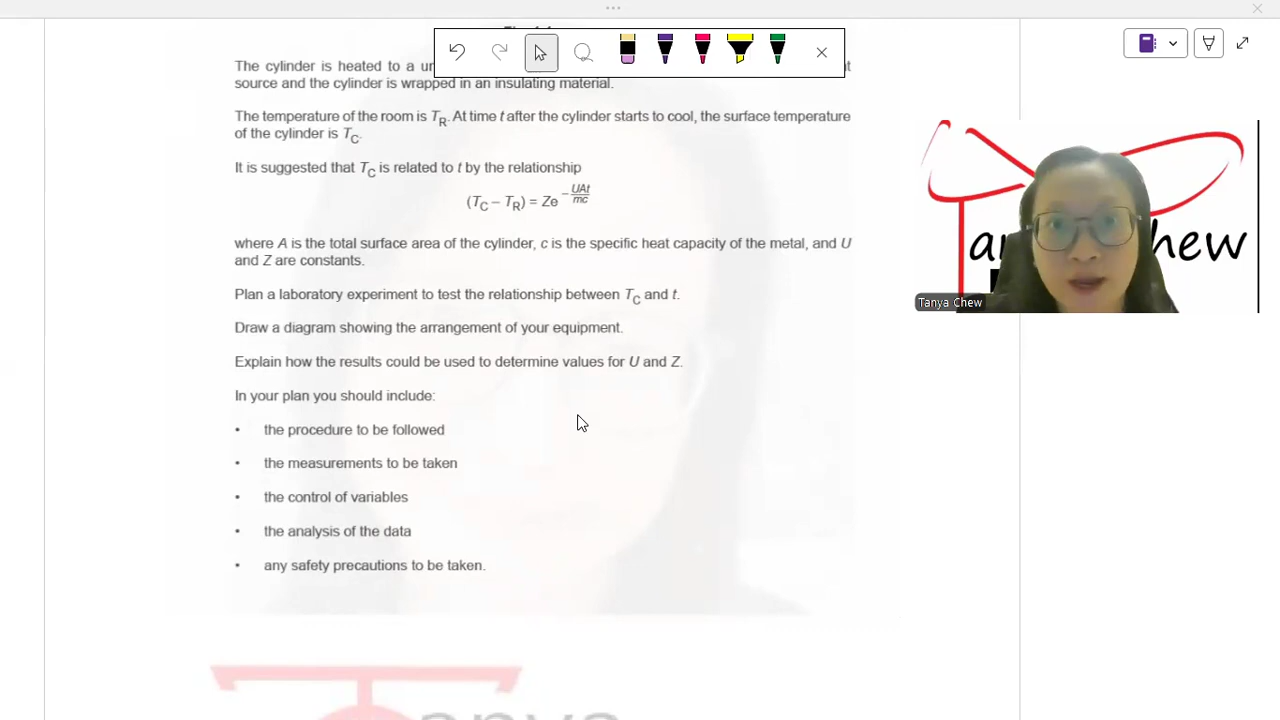 The cylinder is heated to a
source and the cylinder is wrapped in an insulating material.
The temperature of the room is TR. At time t after the cylinder starts to cool, the surface temperature
of the cylinder is TC.
It is suggested that TC is related to t by the relationship
(TC – TR) = Ze^(–UAt/mc)
where A is the total surface area of the cylinder, c is the specific heat capacity of the metal, and U
and Z are constants.
Plan a laboratory experiment to test the relationship between TC and t.
Draw a diagram showing the arrangement of your equipment.
Explain how the results could be used to determine values for U and Z.
In your plan you should include:
• the procedure to be followed
• the measurements to be taken
• the control of variables
• the analysis of the data
• any safety precautions to be taken.
Tanya Chew